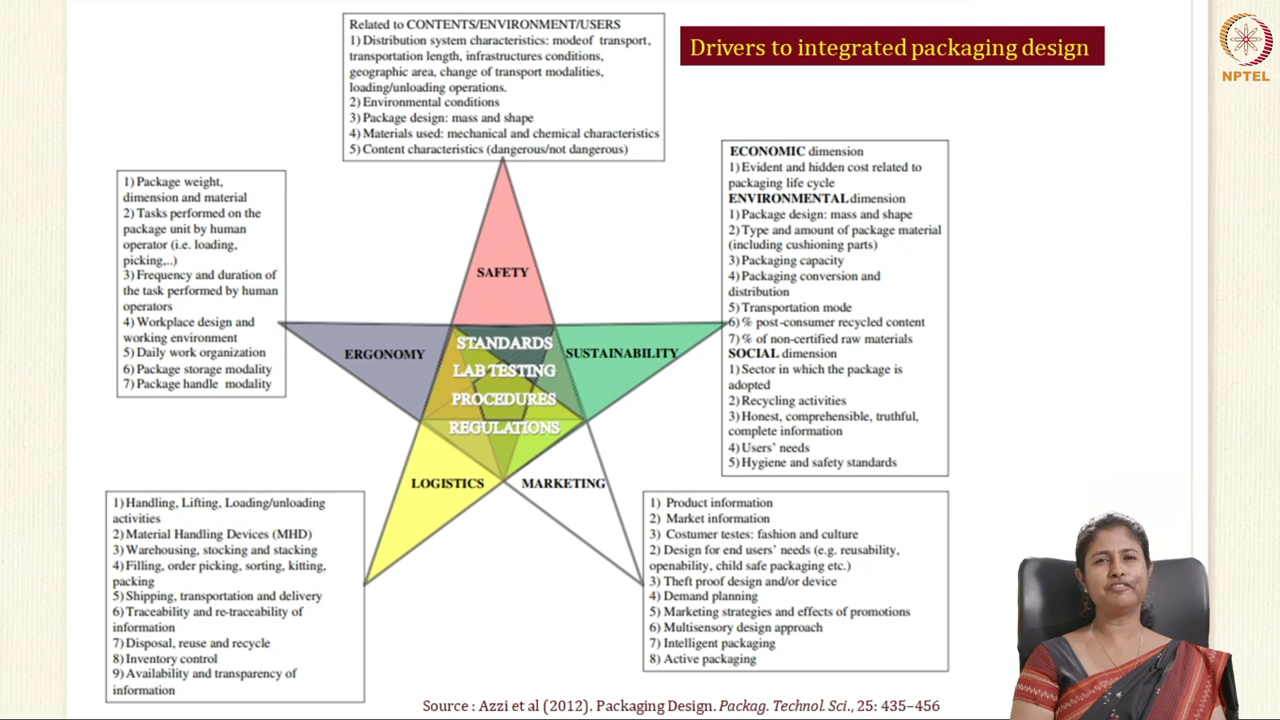 Drivers to integrated packaging design
NPTEL
Related to CONTENTS/ENVIRONMENT/USERS
1) Distribution system characteristics: modeof transport,
transportation length, infrastructures conditions,
geographic area, change of transport modalities,
loading/unloading operations.
2) Environmental conditions
3) Package design: mass and shape
4) Materials used: mechanical and chemical characteristics
5) Content characteristics (dangerous/not dangerous)
1) Package weight,
dimension and material
2) Tasks performed on the
package unit by human
operator (i.e. loading,
picking,..)
3) Frequency and duration of
the task performed by human
operators
4) Workplace design and
working environment
5) Daily work organization
6) Package storage modality
7) Package handle modality
ECONOMIC dimension
1) Evident and hidden cost related to
packaging life cycle
ENVIRONMENTAL dimension
1) Package design: mass and shape
2) Type and amount of package material
(including cushioning parts)
3) Packaging capacity
4) Packaging conversion and
distribution
5) Transportation mode
6) % post-consumer recycled content
7) % of non-certified raw materials
SOCIAL dimension
1) Sector in which the package is
adopted
2) Recycling activities
3) Honest, comprehensible, truthful,
complete information
4) Users' needs
5) Hygiene and safety standards
SAFETY
ERGONOMY
SUSTAINABILITY
STANDARDS
LAB TESTING
PROCEDURES
REGULATIONS
LOGISTICS
MARKETING
1) Handling, Lifting, Loading/unloading
activities
2) Material Handling Devices (MHD)
3) Warehousing, stocking and stacking
4) Filling, order picking, sorting, kitting,
packing
5) Shipping, transportation and delivery
6) Traceability and re-traceability of
information
7) Disposal, reuse and recycle
8) Inventory control
9) Availability and transparency of
information
1) Product information
2) Market information
3) Costumer testes: fashion and culture
2) Design for end users' needs (e.g. reusability,
openability, child safe packaging etc.)
3) Theft proof design and/or device
4) Demand planning
5) Marketing strategies and effects of promotions
6) Multisensory design approach
7) Intelligent packaging
8) Active packaging
Source : Azzi et al (2012). Packaging Design. Packag. Technol. Sci., 25: 435–456